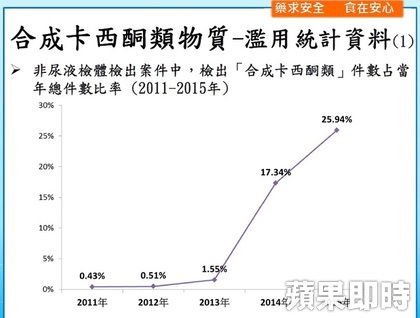 藥求安全 食在安心
合成卡西酮類物質-濫用統計資料(1)
➢ 非尿液檢體檢出案件中，檢出「合成卡西酮類」件數占當
年總件數比率 (2011-2015年)
30%
25%
20%
15%
10%
5%
0%
0.43%
0.51%
1.55%
17.34%
25.94%
2011年
2012年
2013年
2014年
蘋果即時